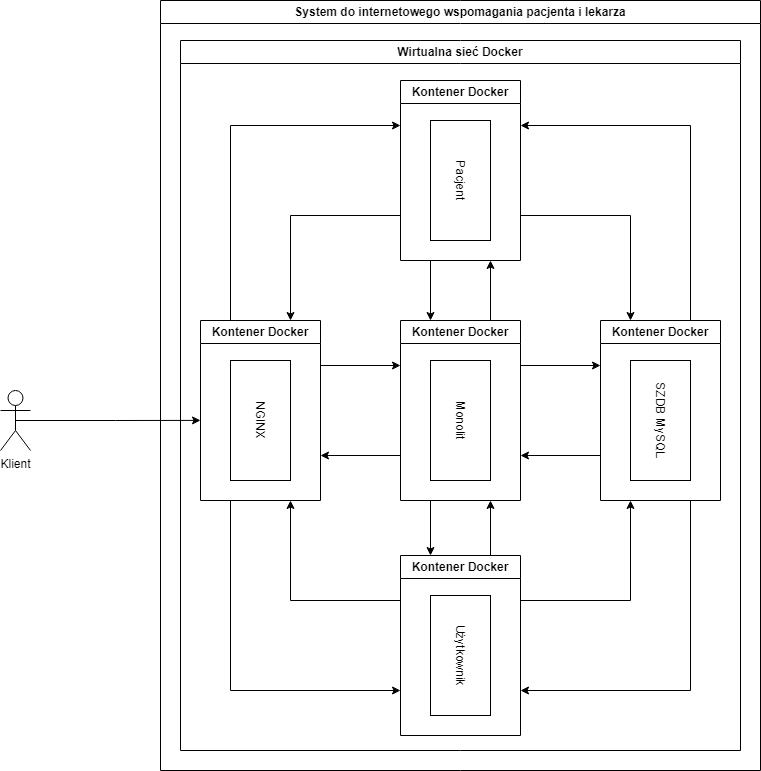 System do internetowego wspomagania pacjenta i lekarza
Wirtualna sieć Docker
Kontener Docker
Pacjent
Kontener Docker
NGINX
Kontener Docker
Monolit
Kontener Docker
SZDB MySQL
Klient
Kontener Docker
Użytkownik